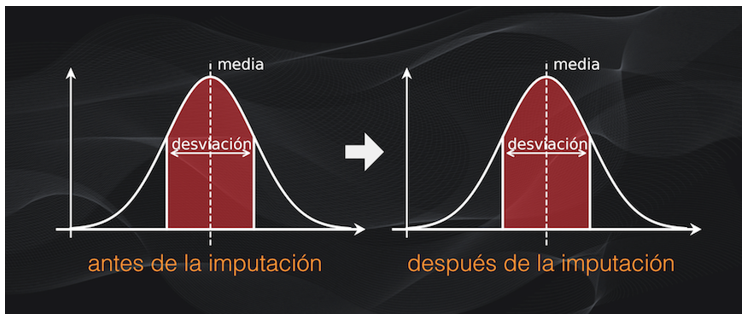 media
desviación
antes de la imputación
media
desviación
después de la imputación